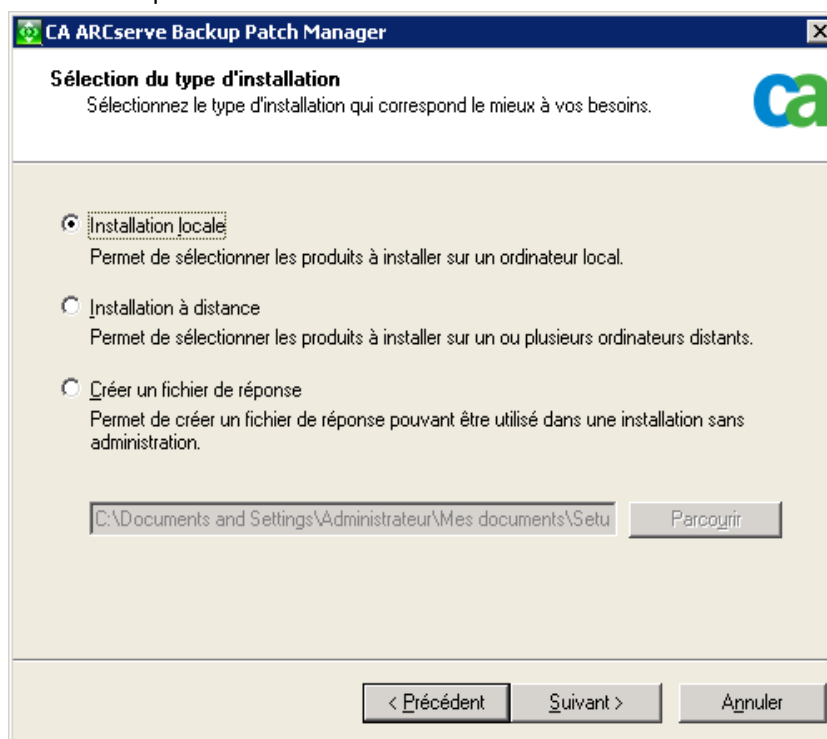 CA ARCserve Backup Patch Manager
Sélection du type d'installation
Sélectionnez le type d'installation qui correspond le mieux à vos besoins.
ca
Installation locale
Permet de sélectionner les produits à installer sur un ordinateur local.
Installation à distance
Permet de sélectionner les produits à installer sur un ou plusieurs ordinateurs distants.
Créer un fichier de réponse
Permet de créer un fichier de réponse pouvant être utilisé dans une installation sans
administration.
C:\Documents and Settings\Administrateur\Mes documents\Setu
Parcourir
< Précédent
Suivant >
Annuler